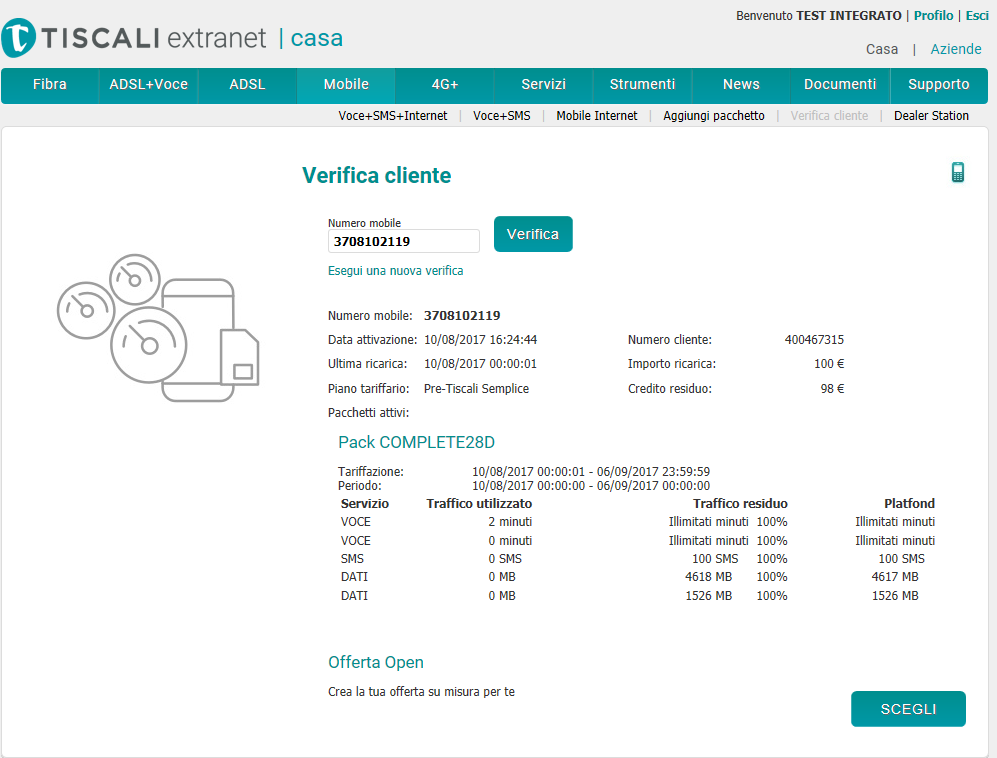 Benvenuto TEST INTEGRATO | Profilo | Esci
TISCALI extranet | casa
Casa | Aziende
Fibra ADSL+Voce ADSL Mobile 4G+ Servizi Strumenti News Documenti Supporto
Voce+SMS+Internet | Voce+SMS | Mobile Internet | Aggiungi pacchetto | Verifica cliente | Dealer Station
Verifica cliente
Numero mobile
3708102119 Verifica
Esegui una nuova verifica
Numero mobile: 3708102119
Data attivazione: 10/08/2017 16:24:44 Numero cliente: 400467315
Ultima ricarica: 10/08/2017 00:00:01 Importo ricarica: 100 €
Piano tariffario: Pre-Tiscali Semplice Credito residuo: 98 €
Pacchetti attivi:
Pack COMPLETE28D
Tariffazione: 10/08/2017 00:00:01 - 06/09/2017 23:59:59
Periodo: 10/08/2017 00:00:00 - 06/09/2017 00:00:00
Servizio Traffico utilizzato Traffico residuo Platfond
VOCE 2 minuti Illimitati minuti 100% Illimitati minuti
VOCE 0 minuti Illimitati minuti 100% Illimitati minuti
SMS 0 SMS 100 SMS 100% 100 SMS
DATI 0 MB 4618 MB 100% 4617 MB
DATI 0 MB 1526 MB 100% 1526 MB
Offerta Open
Crea la tua offerta su misura per te
SCEGLI